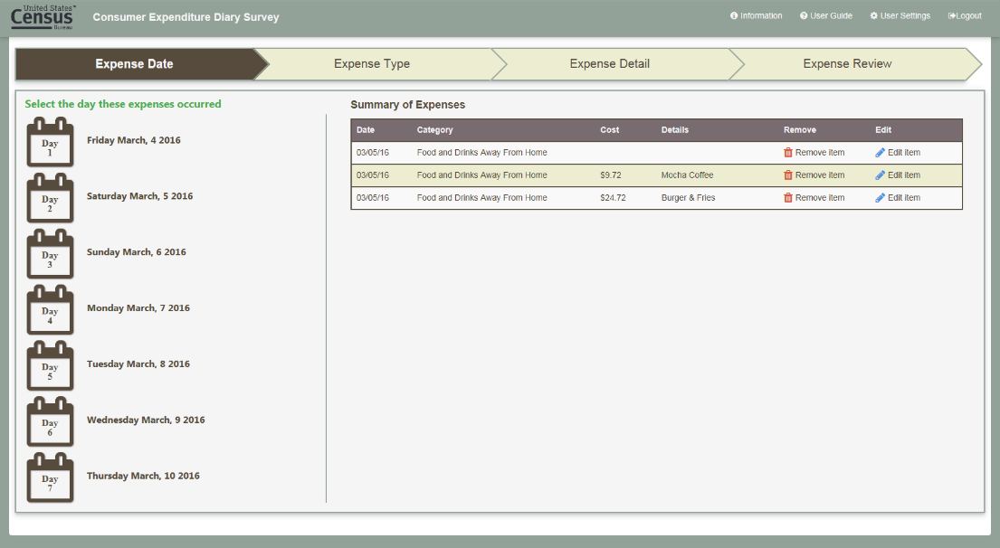 United States®
Census
Bureau
Consumer Expenditure Diary Survey
Information User Guide User Settings Logout
Expense Date Expense Type Expense Detail Expense Review
Select the day these expenses occurred
Day
1
Friday March, 4 2016
Day
2
Saturday March, 5 2016
Day
3
Sunday March, 6 2016
Day
4
Monday March, 7 2016
Day
5
Tuesday March, 8 2016
Day
6
Wednesday March, 9 2016
Day
7
Thursday March, 10 2016
Summary of Expenses
Date Category Cost Details Remove Edit
03/05/16 Food and Drinks Away From Home Remove item Edit item
03/05/16 Food and Drinks Away From Home $9.72 Mocha Coffee Remove item Edit item
03/05/16 Food and Drinks Away From Home $24.72 Burger & Fries Remove item Edit item